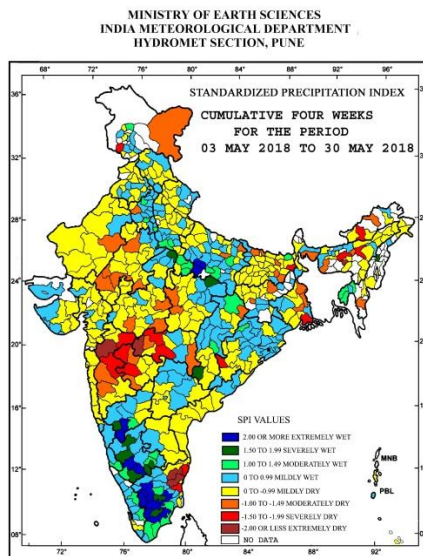 MINISTRY OF EARTH SCIENCES
INDIA METEOROLOGICAL DEPARTMENT
HYDROMET SECTION, PUNE
68° 72° 76° 80° 84° 88° 92° 96°
36°
STANDARDIZED PRECIPITATION INDEX
CUMULATIVE FOUR WEEKS
FOR THE PERIOD
03 MAY 2018 TO 30 MAY 2018
32°
28°
24°
20°
16°
12°
8°
SPI VALUES
2.00 OR MORE EXTREMELY WET
1.50 TO 1.99 SEVERELY WET
1.00 TO 1.49 MODERATELY WET
0 TO 0.99 MILDLY WET
0 TO -0.99 MILDLY DRY
-1.00 TO -1.49 MODERATELY DRY
-1.50 TO -1.99 SEVERELY DRY
-2.00 OR LESS EXTREMELY DRY
NO DATA
MNB
PBL
72° 76° 80° 84° 88° 92°